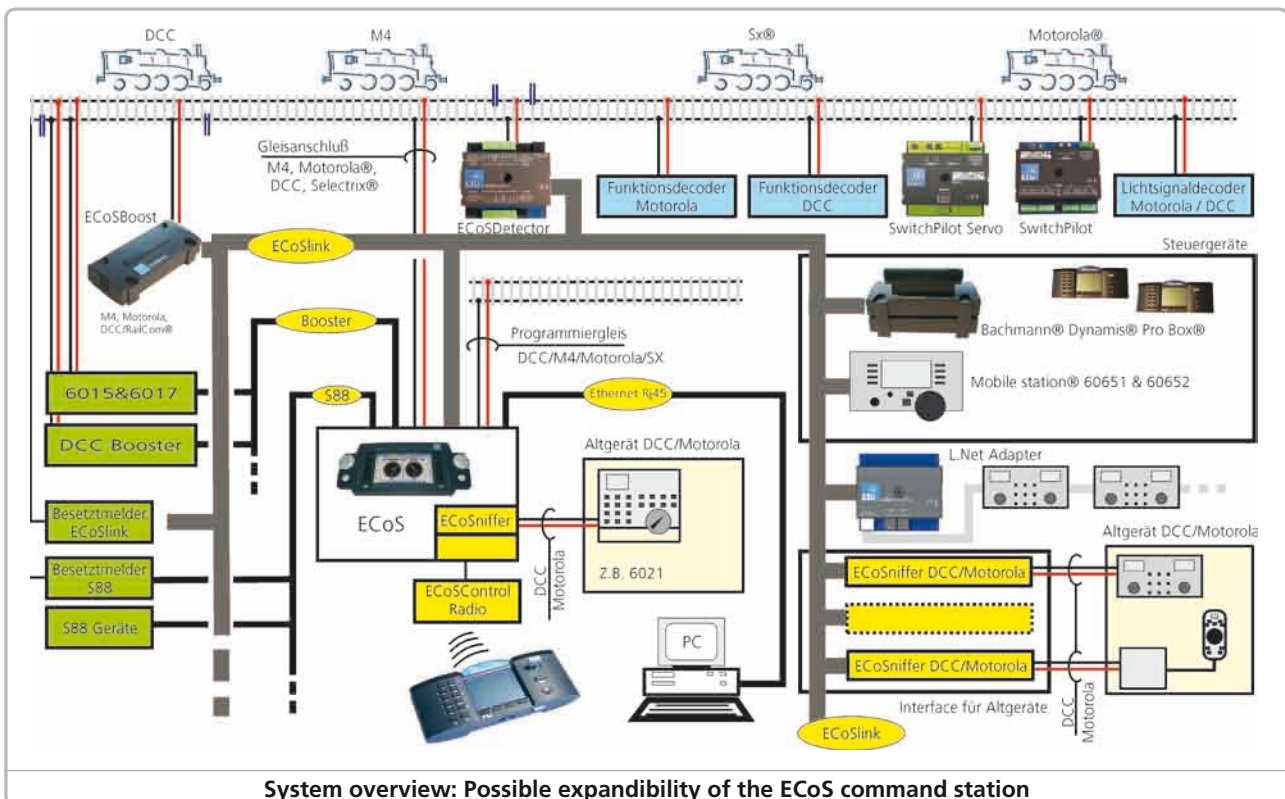 DCC
M4
Sx®
Motorola®
Gleisanschluß
M4, Motorola®,
DCC, Selectrix®
ECoSDetector
Funktionsdecoder
Motorola
Funktionsdecoder
DCC
SwitchPilot Servo
SwitchPilot
Lichtsignaldecoder
Motorola / DCC
ECoSBoost
M4, Motorola,
DCC/RailCom®
ECoSlink
Steuergeräte
Bachmann® Dynamis® Pro Box®
Mobile station® 60651 & 60652
Booster
Programmiergleis
DCC/M4/Motorola/SX
6015&6017
DCC Booster
S88
Ethernet Rj45
Besetztmelder
ECoSlink
Besetztmelder
S88
S88 Geräte
ECoS
ECoSniffer
ECoSControl
Radio
DCC
Motorola
Altgerät DCC/Motorola
Z.B. 6021
PC
L.Net Adapter
Altgerät DCC/Motorola
ECoSniffer DCC/Motorola
ECoSniffer DCC/Motorola
Interface für Altgeräte
DCC
Motorola
ECoSlink
System overview: Possible expandibility of the ECoS command station